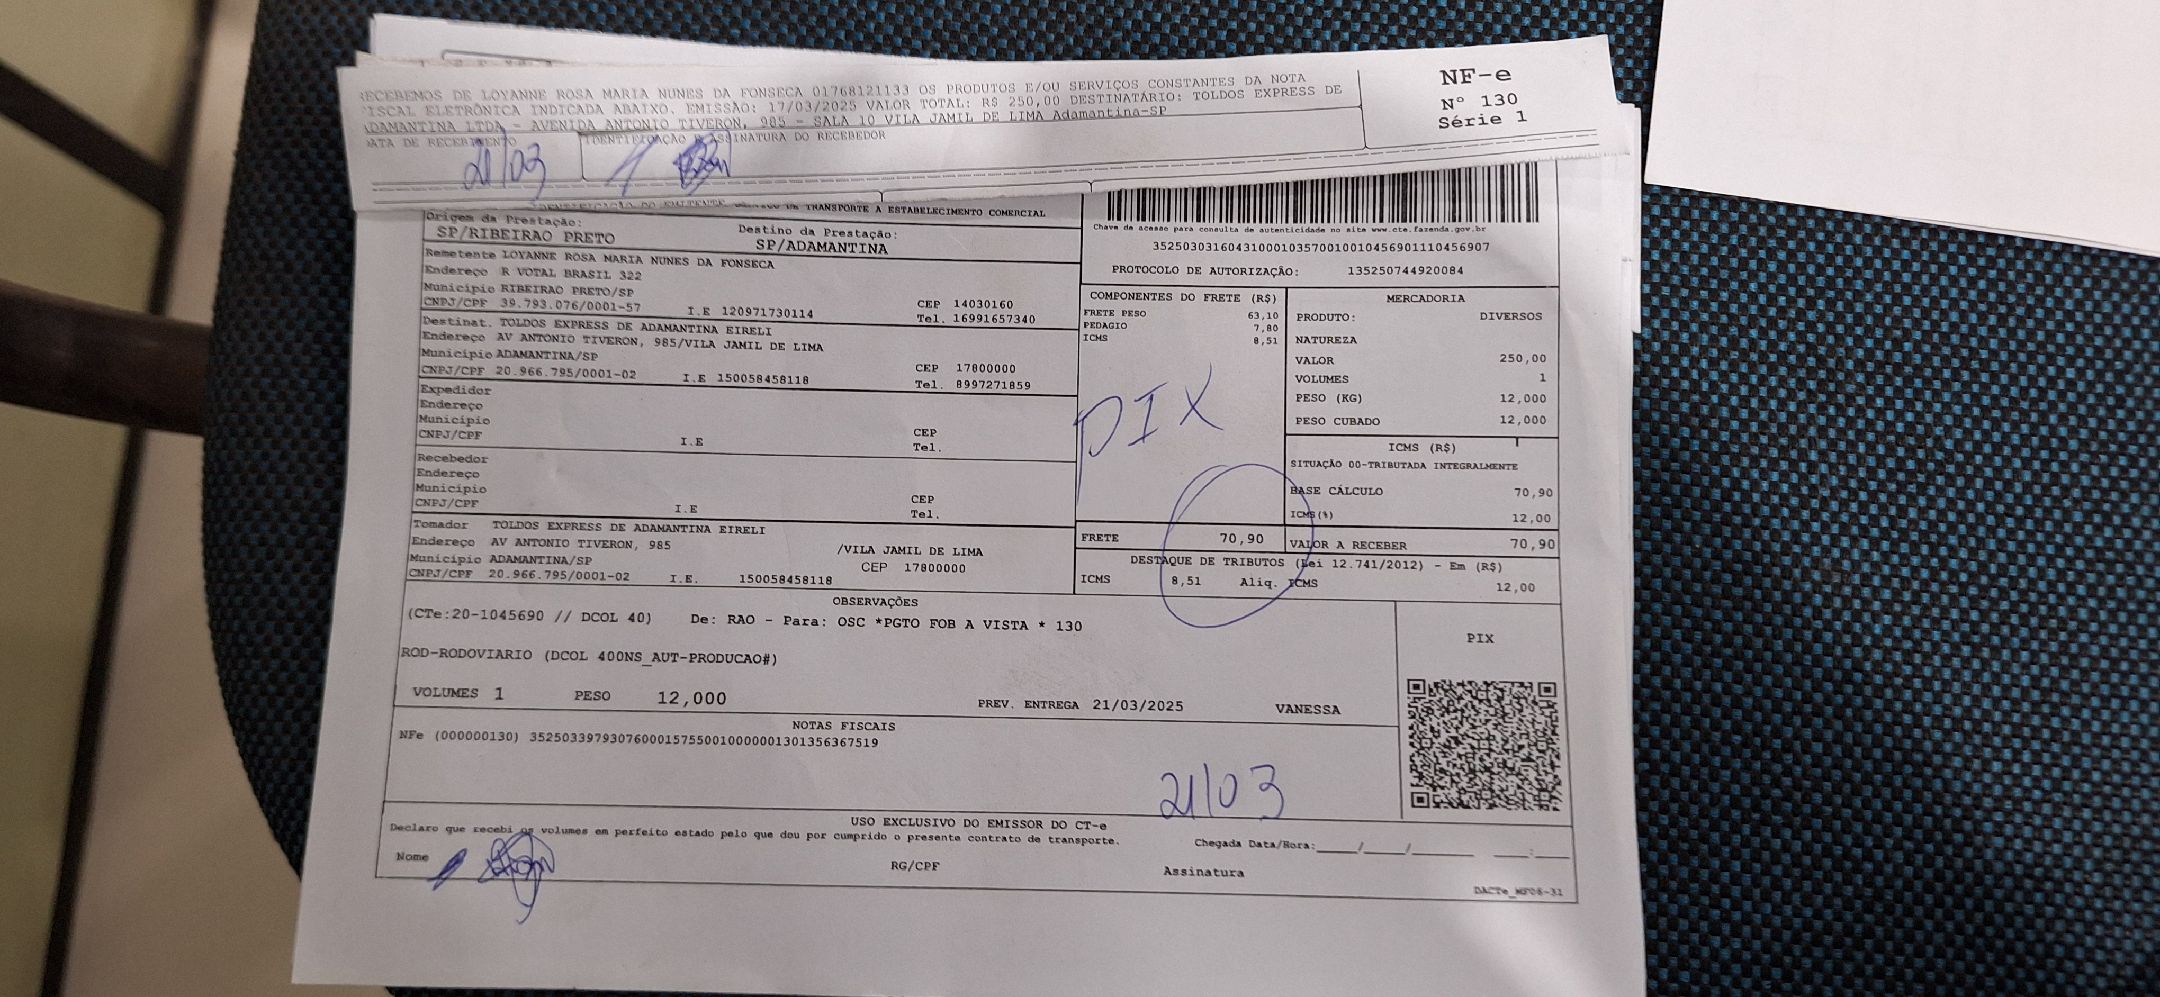 RECEBEMOS DE LOYANNE ROSA MARIA NUNES DA FONSECA 01768121133 OS PRODUTOS E/OU SERVIÇOS CONSTANTES DA NOTA
FISCAL ELETRÔNICA INDICADA ABAIXO. EMISSÃO: 17/03/2025 VALOR TOTAL: R$ 250,00 DESTINATÁRIO: TOLDOS EXPRESS DE
ADAMANTINA LTDA - AVENIDA ANTONIO TIVERON, 985 - SALA 10 VILA JAMIL DE LIMA Adamantina-SP
NF-e
Nº 130
Série 1
DATA DE RECEBIMENTO
IDENTIFICAÇÃO E ASSINATURA DO RECEBEDOR
21/03
TRANSPORTE A ESTABELECIMENTO COMERCIAL
Origem da Prestação:
SP/RIBEIRAO PRETO
Destino da Prestação:
SP/ADAMANTINA
Chave de acesso para consulta de autenticidade no site www.cte.fazenda.gov.br
35250303160431000103570010010456901110456907
PROTOCOLO DE AUTORIZAÇÃO: 135250744920084
Remetente LOYANNE ROSA MARIA NUNES DA FONSECA
Endereço R VOTAL BRASIL 322
Município RIBEIRAO PRETO/SP
CEP 14030160
CNPJ/CPF 39.793.076/0001-57 I.E 120971730114 Tel. 16991657340
Destinat. TOLDOS EXPRESS DE ADAMANTINA EIRELI
Endereço AV ANTONIO TIVERON, 985/VILA JAMIL DE LIMA
Município ADAMANTINA/SP
CEP 17800000
CNPJ/CPF 20.966.795/0001-02 I.E 150058458118 Tel. 8997271859
Expedidor
Endereço
Município
CEP
CNPJ/CPF I.E Tel.
Recebedor
Endereço
Município
CEP
CNPJ/CPF I.E Tel.
Tomador TOLDOS EXPRESS DE ADAMANTINA EIRELI
Endereço AV ANTONIO TIVERON, 985 /VILA JAMIL DE LIMA
Município ADAMANTINA/SP CEP 17800000
CNPJ/CPF 20.966.795/0001-02 I.E. 150058458118
COMPONENTES DO FRETE (R$)
FRETE PESO 63,10
PEDAGIO 7,80
ICMS 8,51
PIX
FRETE 70,90
MERCADORIA
PRODUTO: DIVERSOS
NATUREZA
VALOR 250,00
VOLUMES 1
PESO (KG) 12,000
PESO CUBADO 12,000
ICMS (R$)
SITUAÇÃO 00-TRIBUTADA INTEGRALMENTE
BASE CÁLCULO 70,90
ICMS(%) 12,00
VALOR A RECEBER 70,90
DESTAQUE DE TRIBUTOS (Lei 12.741/2012) - Em (R$)
ICMS 8,51 Aliq. ICMS 12,00
OBSERVAÇÕES
(CTe:20-1045690 // DCOL 40) De: RAO - Para: OSC *PGTO FOB A VISTA * 130
ROD-RODOVIARIO (DCOL 400NS_AUT-PRODUCAO#)
VOLUMES 1 PESO 12,000 PREV. ENTREGA 21/03/2025 VANESSA
PIX
NOTAS FISCAIS
NFe (000000130) 35250339793076000157550010000001301356367519
21/03
USO EXCLUSIVO DO EMISSOR DO CT-e
Declaro que recebi os volumes em perfeito estado pelo que dou por cumprido o presente contrato de transporte.
Chegada Data/Hora:____/____/______ ___:___
Nome RG/CPF Assinatura
DACTe_MF06-31